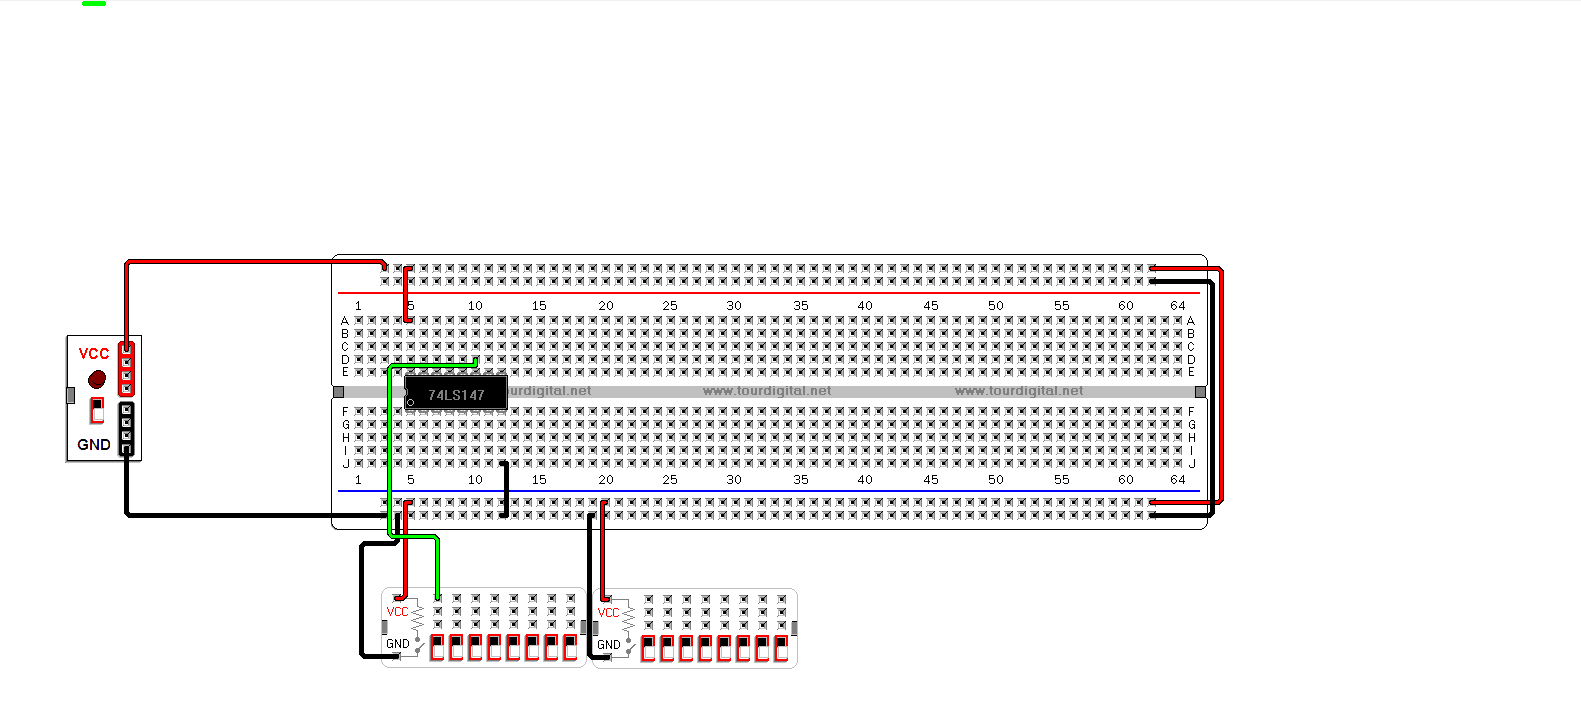 1 5 10 15 20 25 30 35 40 45 50 55 60 64
A A
B B
C C
D D
E E
VCC
GND
74LS147
urdigital.net www.tourdigital.net www.tourdigital.net
F F
G G
H H
I I
J J
1 5 10 15 20 25 30 35 40 45 50 55 60 64
VCC VCC
GND GND